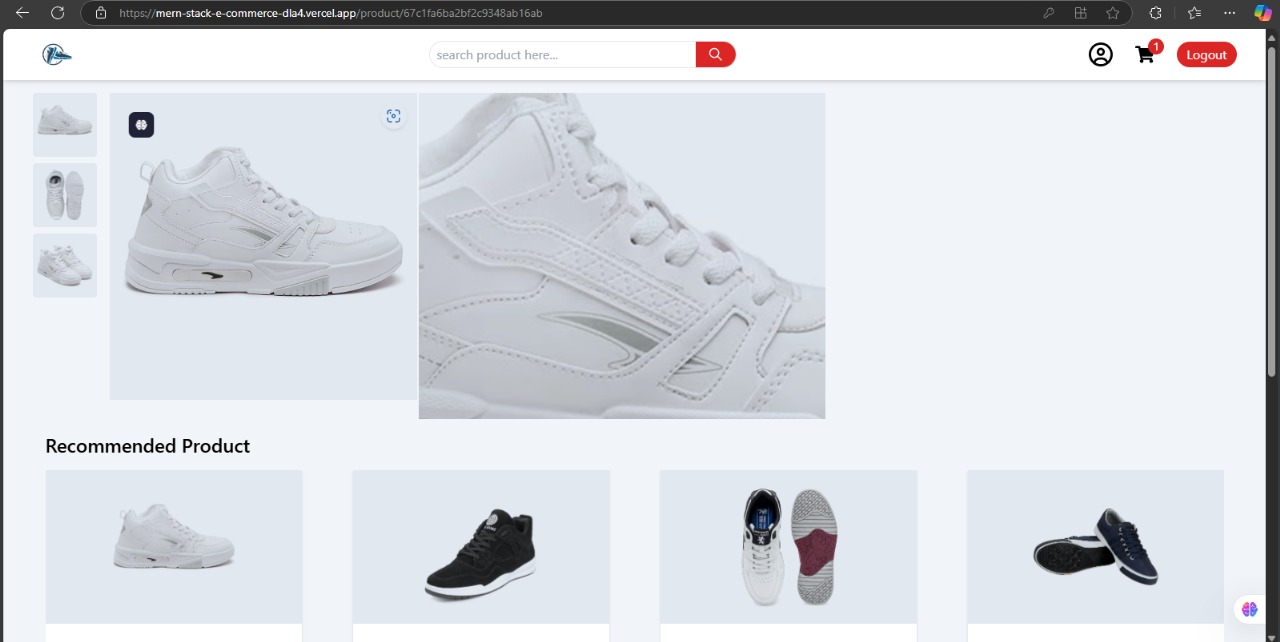 https://mern-stack-e-commerce-dla4.vercel.app/product/67c1fa6ba2bf2c9348ab16ab
search product here...
1
Logout
Recommended Product